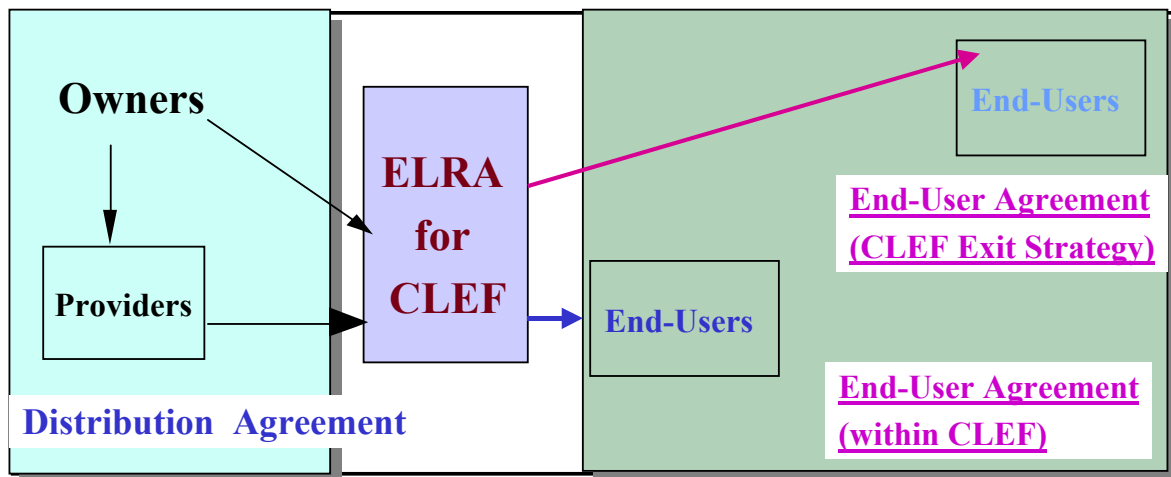 Owners
Providers
Distribution Agreement
ELRA
for
CLEF
End-Users
End-User Agreement
(CLEF Exit Strategy)
End-Users
End-User Agreement
(within CLEF)